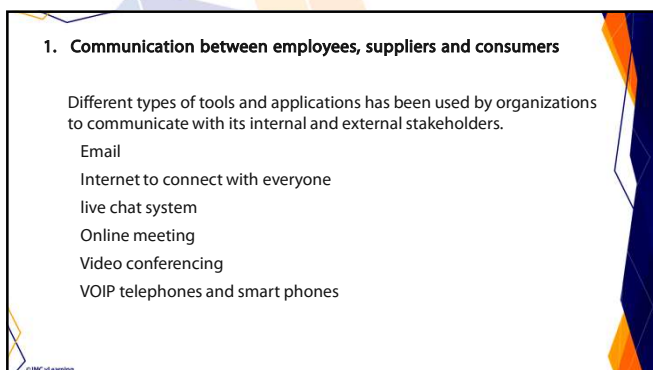 1. Communication between employees, suppliers and consumers
Different types of tools and applications has been used by organizations
to communicate with its internal and external stakeholders.
Email
Internet to connect with everyone
live chat system
Online meeting
Video conferencing
VOIP telephones and smart phones